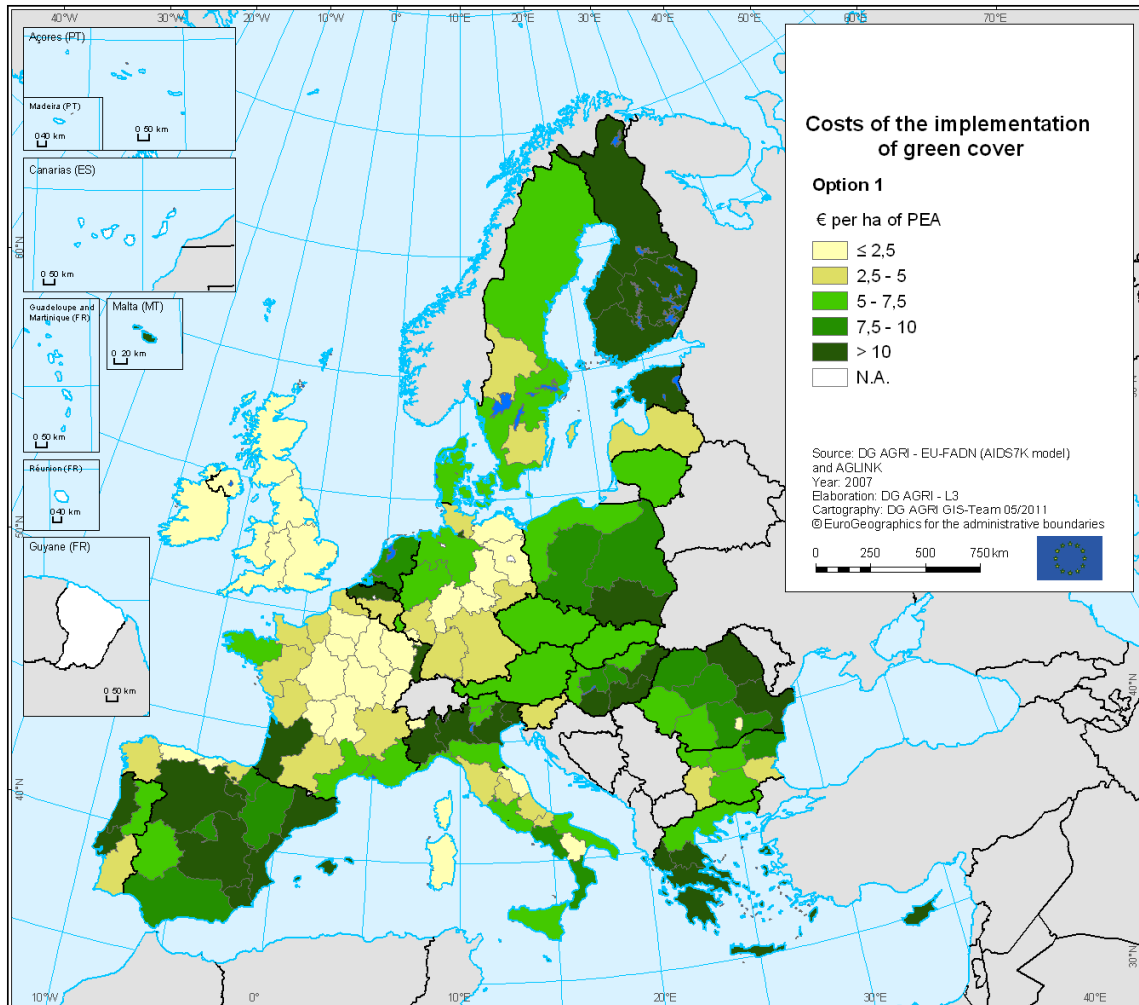 40°W
30°W
20°W
10°W
0°
10°E
20°E
30°E
40°E
50°E
60°E
70°E
Açores (PT)
Madeira (PT)
0 40 km
0 50 km
Canarias (ES)
0 50 km
Guadeloupe and
Martinique (FR)
0 50 km
Malta (MT)
0 20 km
Réunion (FR)
0 40 km
Guyane (FR)
0 50 km
60°N
50°N
40°N
40°N
30°N
Costs of the implementation
of green cover
Option 1
€ per ha of PEA
≤ 2,5
2,5 - 5
5 - 7,5
7,5 - 10
> 10
N.A.
Source: DG AGRI - EU-FADN (AIDS7K model)
and AGLINK
Year: 2007
Elaboration: DG AGRI - L3
Cartography: DG AGRI GIS-Team 05/2011
© EuroGeographics for the administrative boundaries
0 250 500 750 km
10°W
0°
10°E
20°E
30°E
40°E